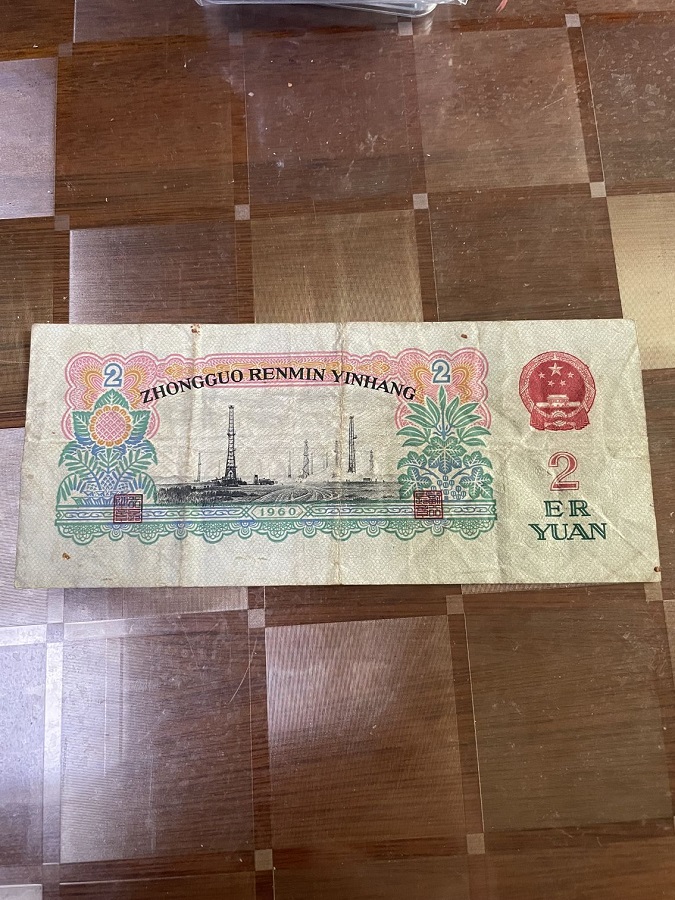 2
2
ZHONGGUO RENMIN YINHANG
1960
2
ER
YUAN